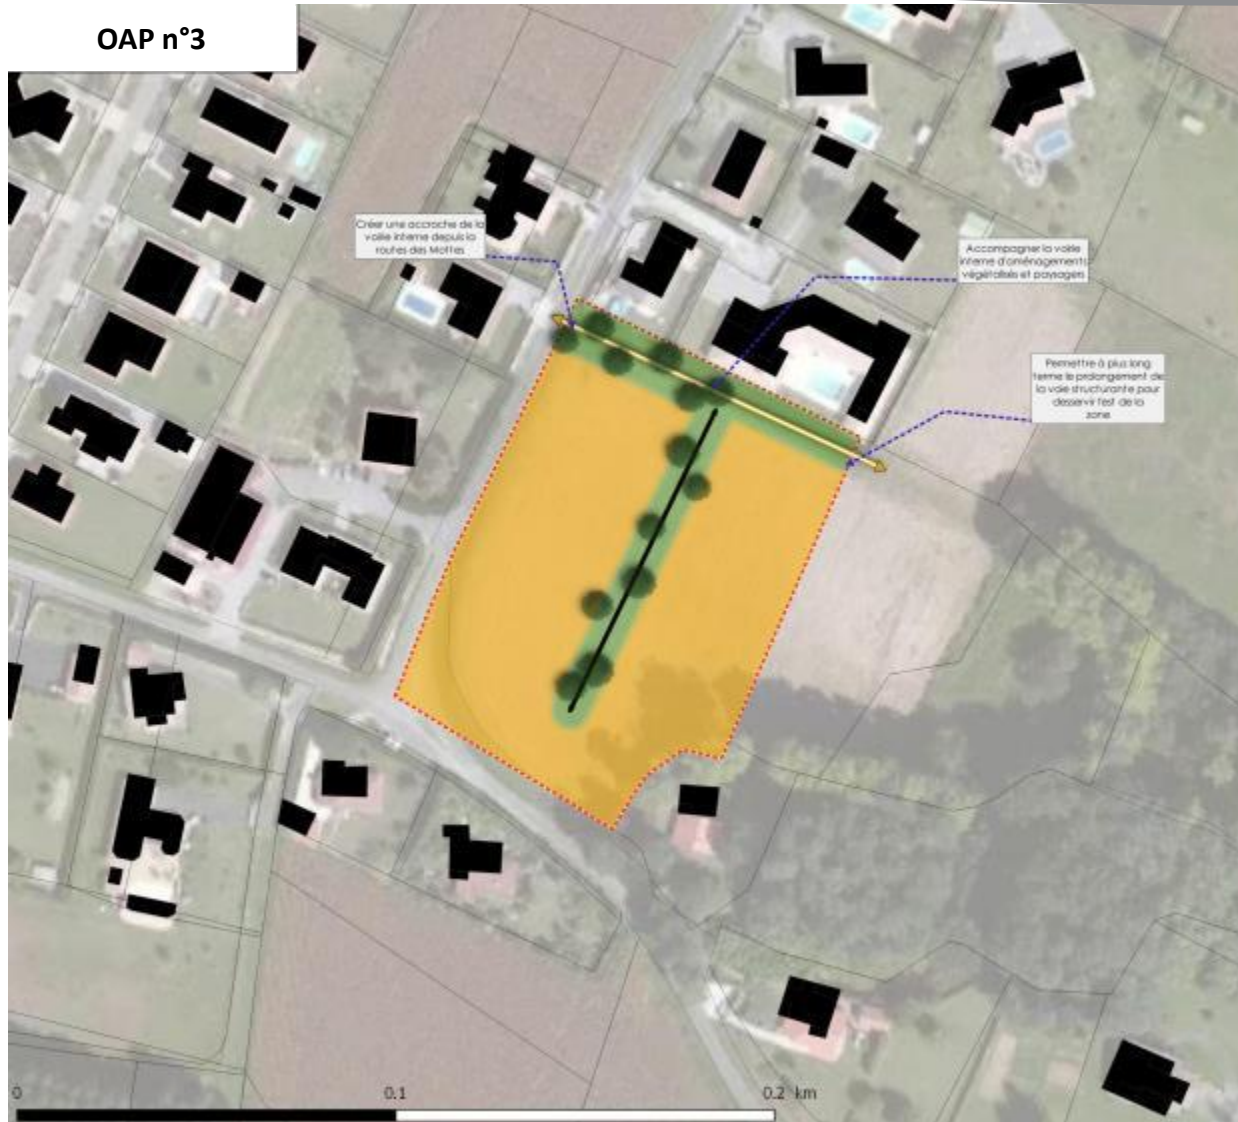 OAP n°3
Créer une accroche de la
voirie interne depuis la
routes des Mottes
Accompagner la voirie
interne d'aménagements
végétalisés et paysagers
Permettre à plus long
terme le prolongement de
la voie structurante pour
desservir l'est de la
zone
0
0.1
0.2 km